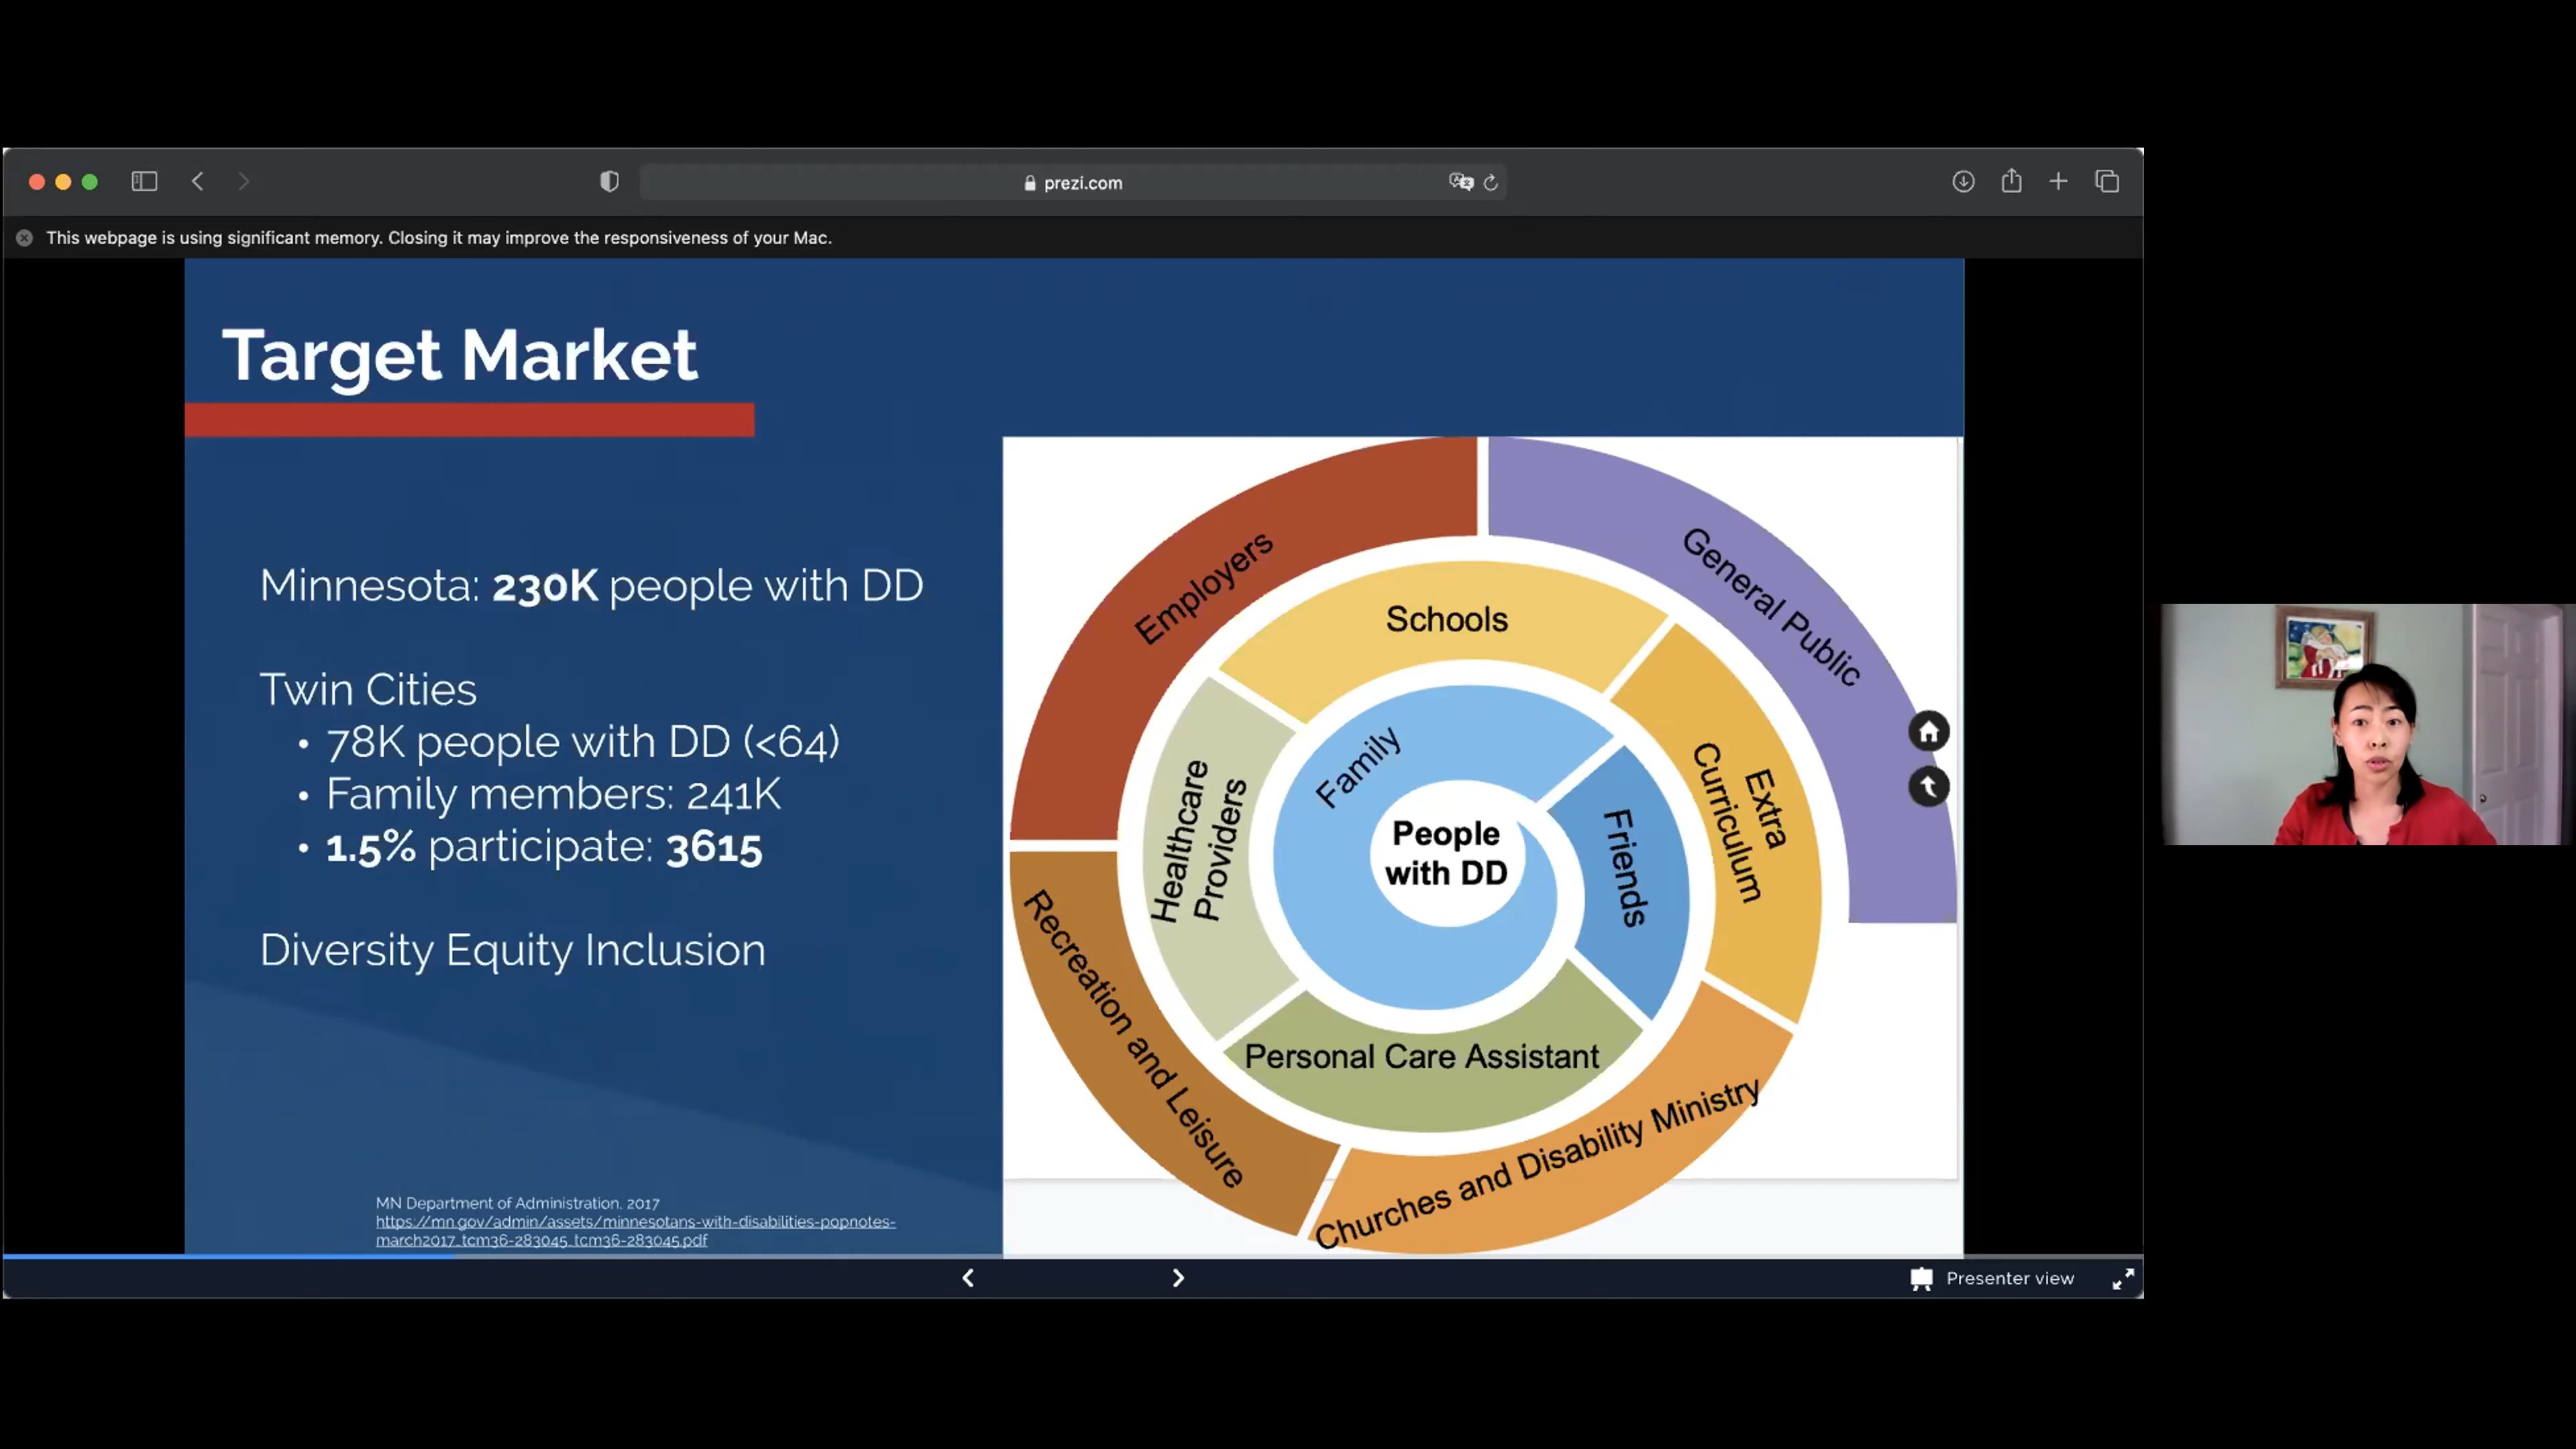 prezi.com
This webpage is using significant memory. Closing it may improve the responsiveness of your Mac.
Target Market
Minnesota: 230K people with DD
Twin Cities
• 78K people with DD (<64)
• Family members: 241K
• 1.5% participate: 3615
Diversity Equity Inclusion
MN Department of Administration, 2017
https://mn.gov/admin/assets/minnesotans-with-disabilities-popnotes-
march2017_tcm36-283045_tcm36-283045.pdf
Employers
General Public
Schools
Family
Healthcare
Providers
Extra
Curriculum
Friends
People
with DD
Recreation and Leisure
Personal Care Assistant
Churches and Disability Ministry
Presenter view